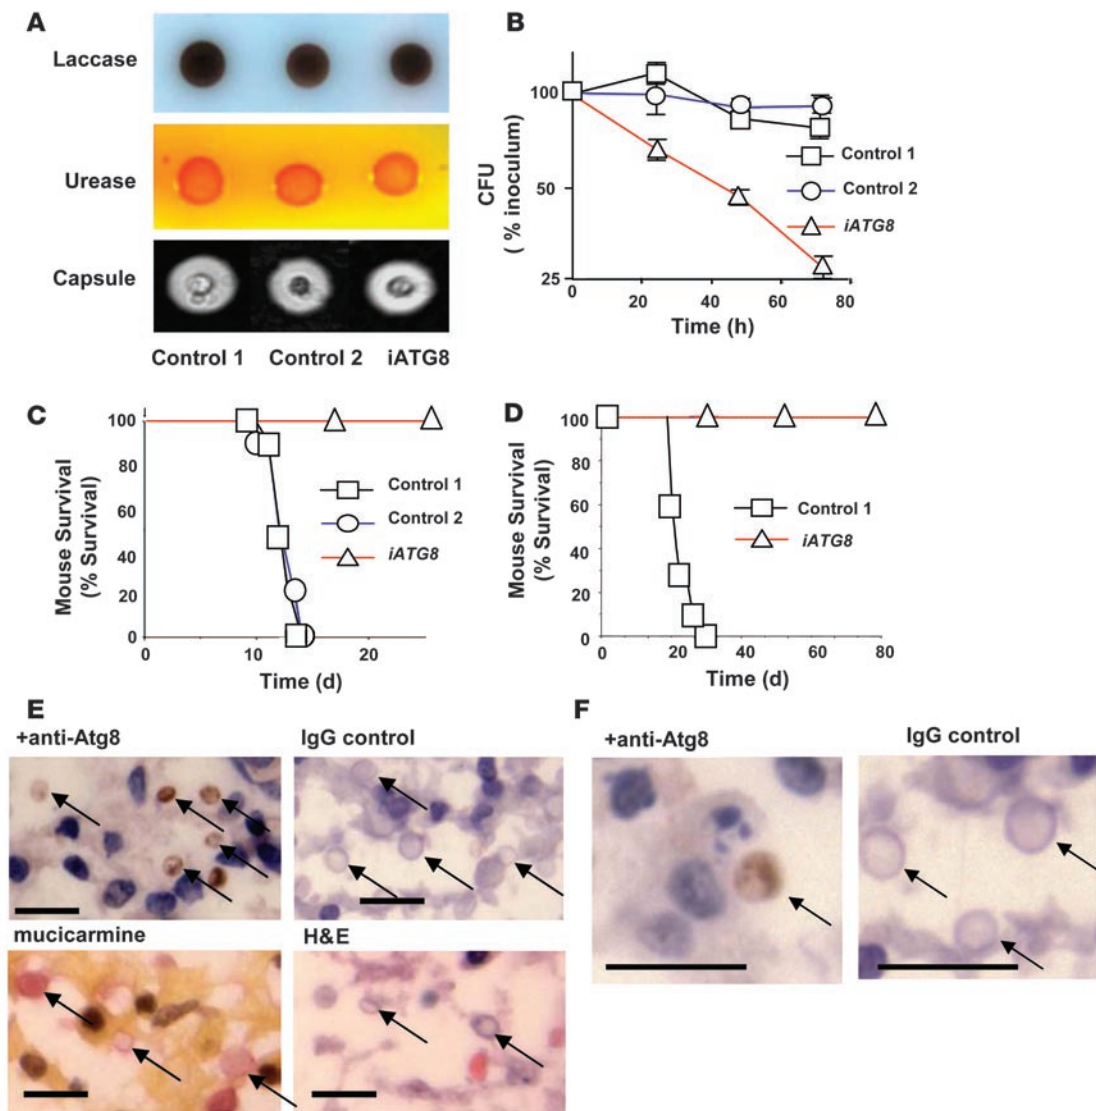 A
Laccase
Urease
Capsule
Control 1 Control 2 iATG8
B
CFU
( % inoculum)
100
50
25
0 20 40 60 80
Time (h)
Control 1
Control 2
iATG8
C
Mouse Survival
(% Survival)
100
80
60
40
20
0
0 10 20
Time (d)
Control 1
Control 2
iATG8
D
Mouse Survival
(% Survival)
100
80
60
40
20
0
0 20 40 60 80
Time (d)
Control 1
iATG8
E
+anti-Atg8 IgG control
mucicarmine H&E
F
+anti-Atg8 IgG control